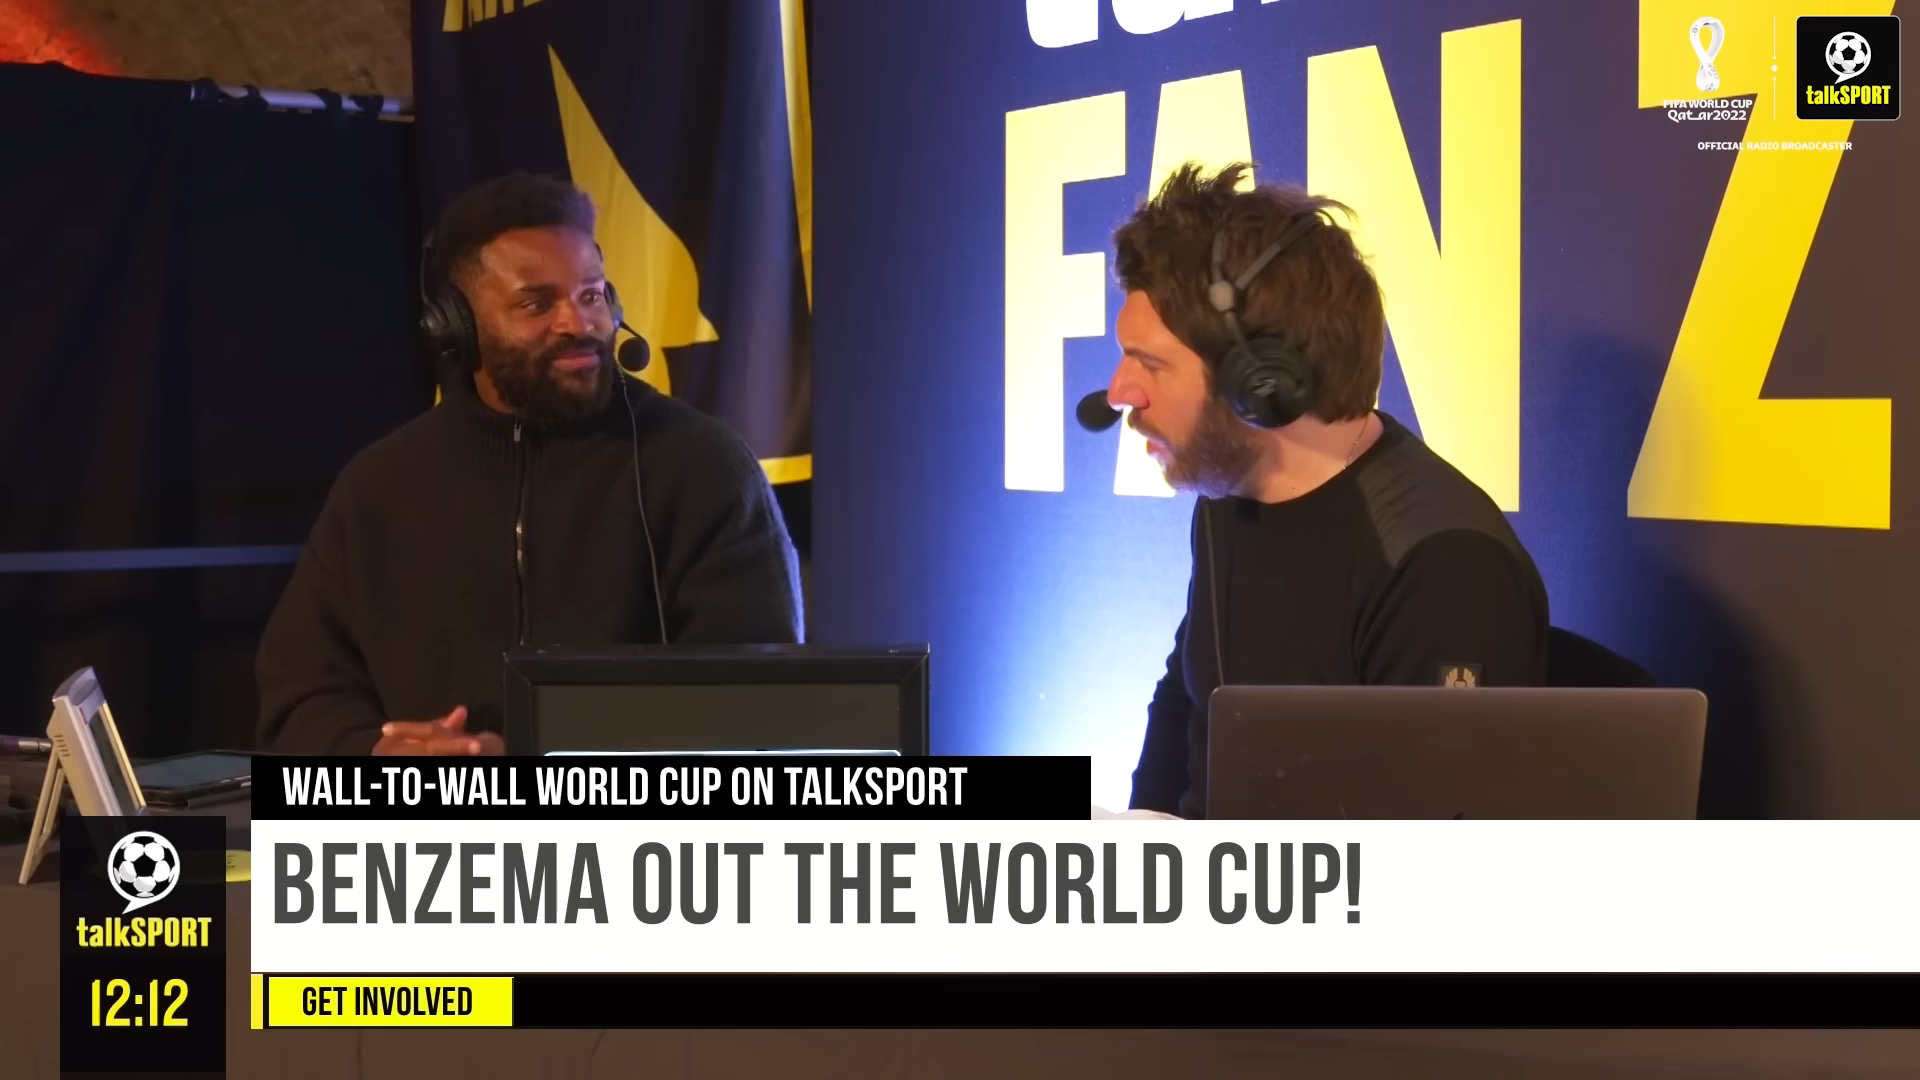 FAN Z
FIFA WORLD CUP
Qatar2022
talkSPORT
OFFICIAL RADIO BROADCASTER
WALL-TO-WALL WORLD CUP ON TALKSPORT
BENZEMA OUT THE WORLD CUP!
talkSPORT
12:12
GET INVOLVED